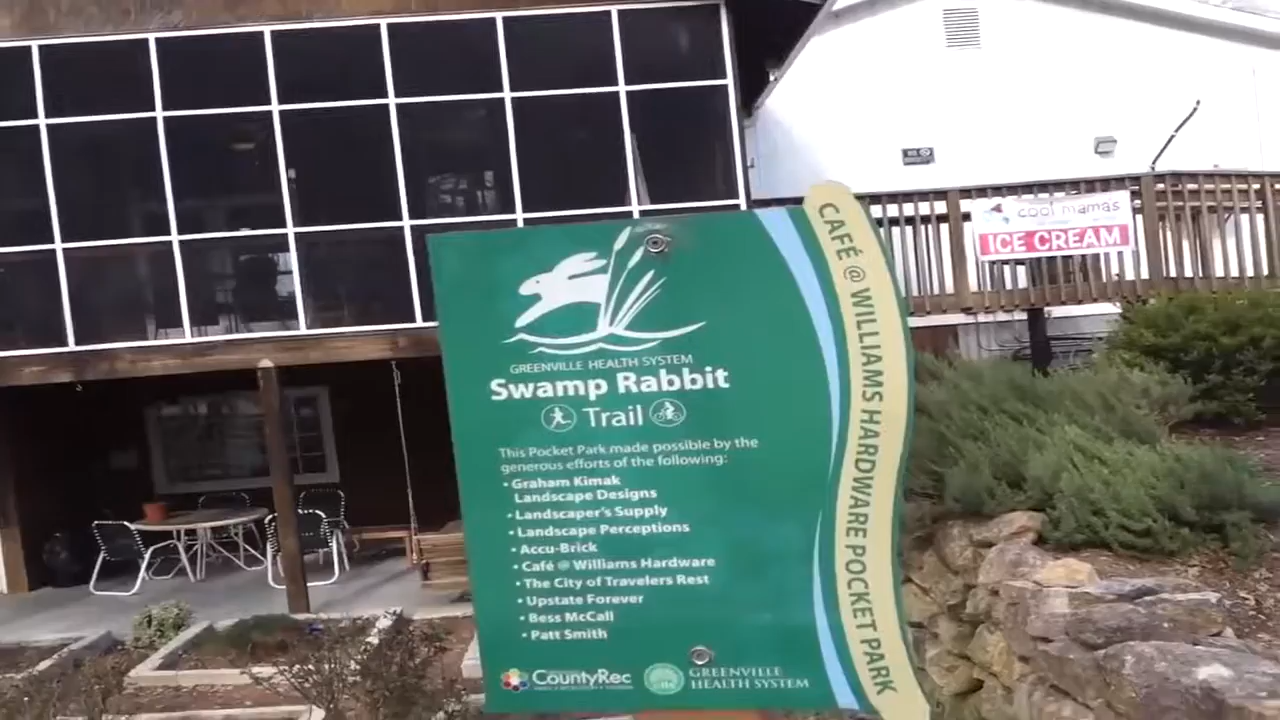 cool mamas
ICE CREAM
CAFÉ @ WILLIAMS HARDWARE POCKET PARK
GREENVILLE HEALTH SYSTEM
Swamp Rabbit
Trail
This Pocket Park made possible by the
generous efforts of the following:
• Graham Kimak
Landscape Designs
• Landscaper's Supply
• Landscape Perceptions
• Accu-Brick
• Café @ Williams Hardware
• The City of Travelers Rest
• Upstate Forever
• Bess McCall
• Patt Smith
CountyRec
GREENVILLE
HEALTH SYSTEM